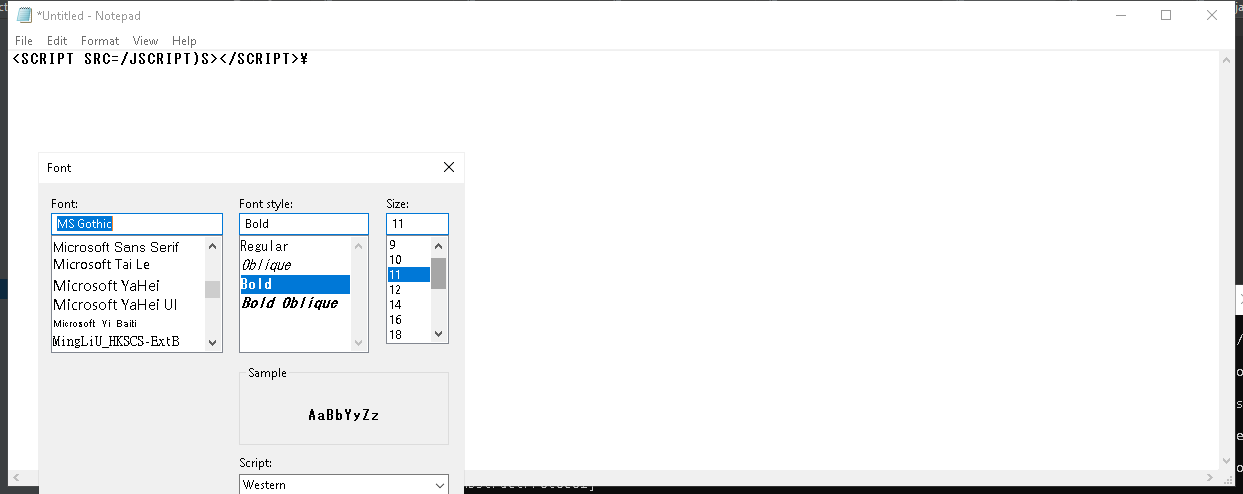 *Untitled - Notepad
File Edit Format View Help
<SCRIPT SRC=/JSCRIPT)S></SCRIPT>¥
Font
Font: Font style: Size:
MS Gothic Bold 11
Microsoft Sans Serif Regular 9
Microsoft Tai Le Oblique 10
Microsoft YaHei Bold 11
Microsoft YaHei UI Bold Oblique 12
Microsoft Yi Baiti 14
MingLiU_HKSCS-ExtB 16
18
Sample
AaBbYyZz
Script:
Western